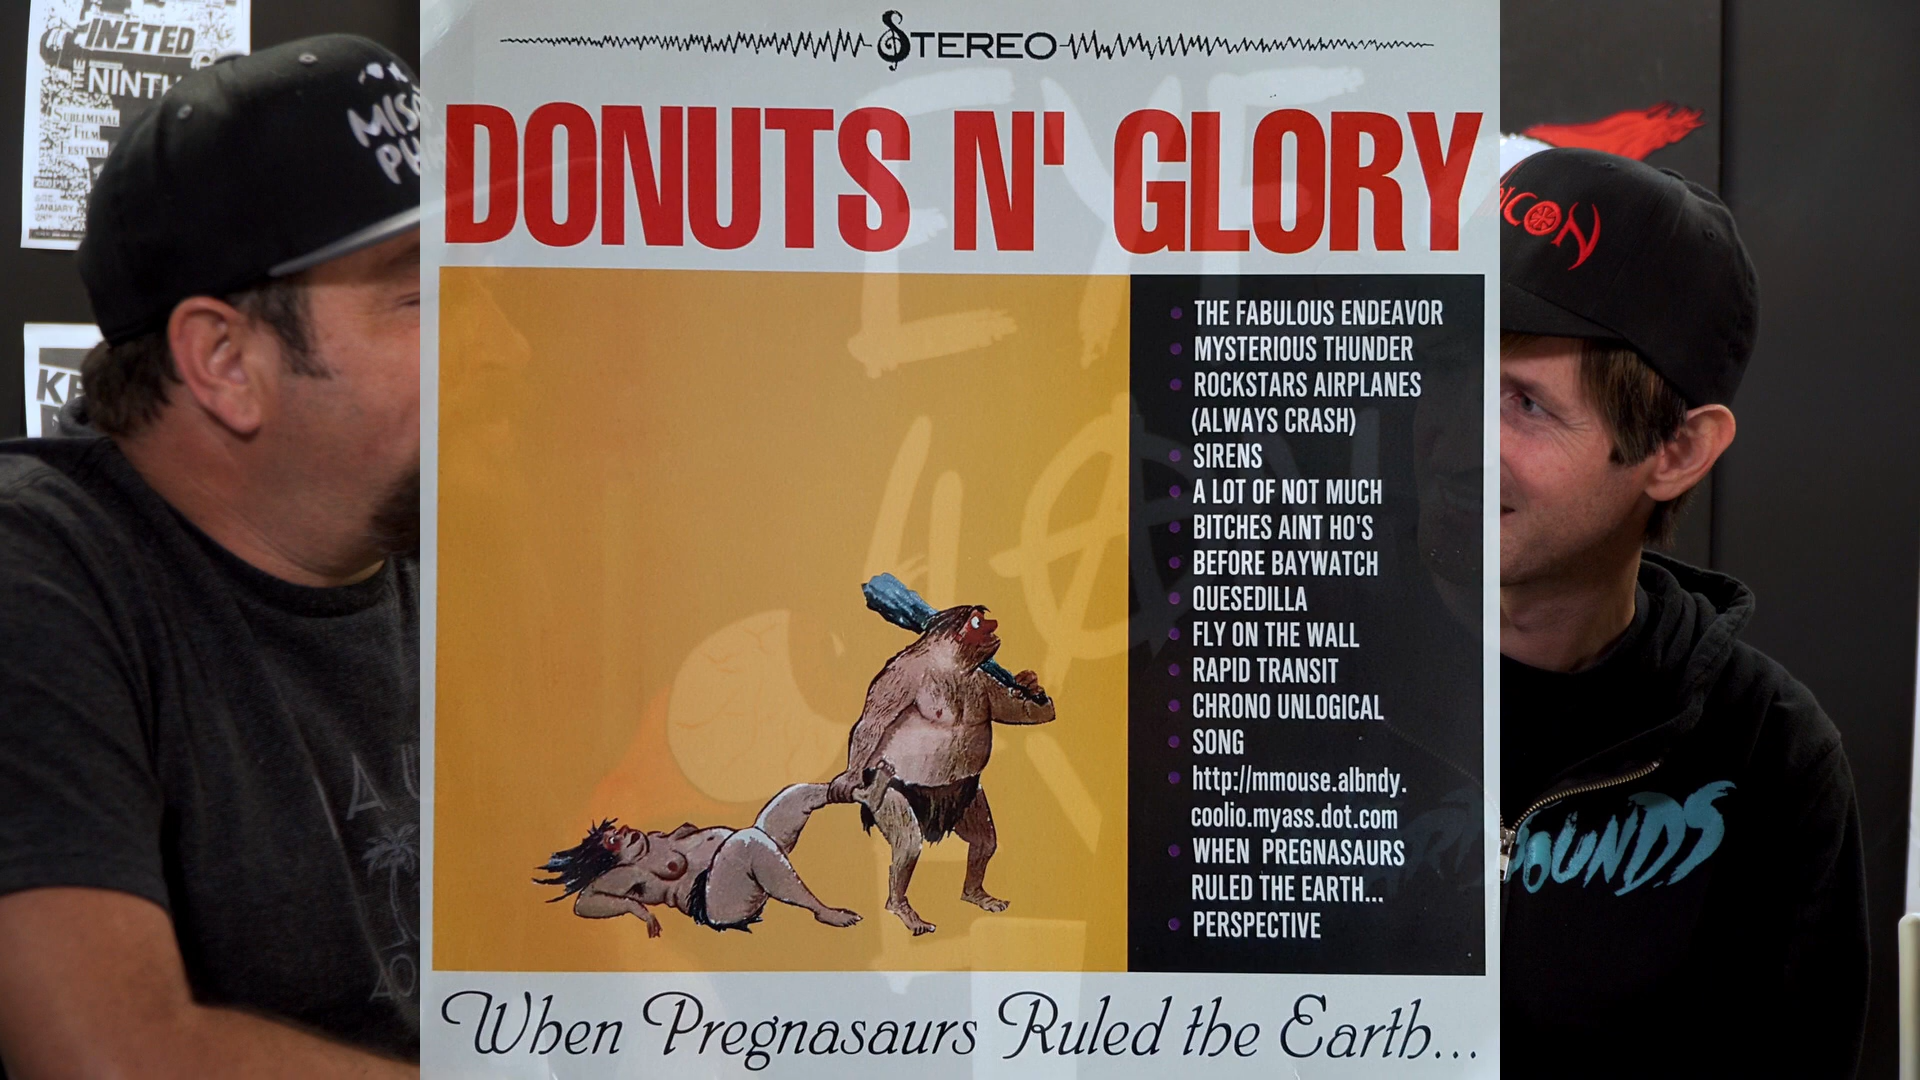 INSTED
THE
NINTH
SUBLIMINAL
FILM
FESTIVAL
JANUARY
STEREO
DONUTS N' GLORY
THE FABULOUS ENDEAVOR
MYSTERIOUS THUNDER
ROCKSTARS AIRPLANES
(ALWAYS CRASH)
SIRENS
A LOT OF NOT MUCH
BITCHES AINT HO'S
BEFORE BAYWATCH
QUESEDILLA
FLY ON THE WALL
RAPID TRANSIT
CHRONO UNLOGICAL
SONG
http://mmouse.albndy.
coolio.myass.dot.com
WHEN PREGNASAURS
RULED THE EARTH...
PERSPECTIVE
When Pregnasaurs Ruled the Earth...